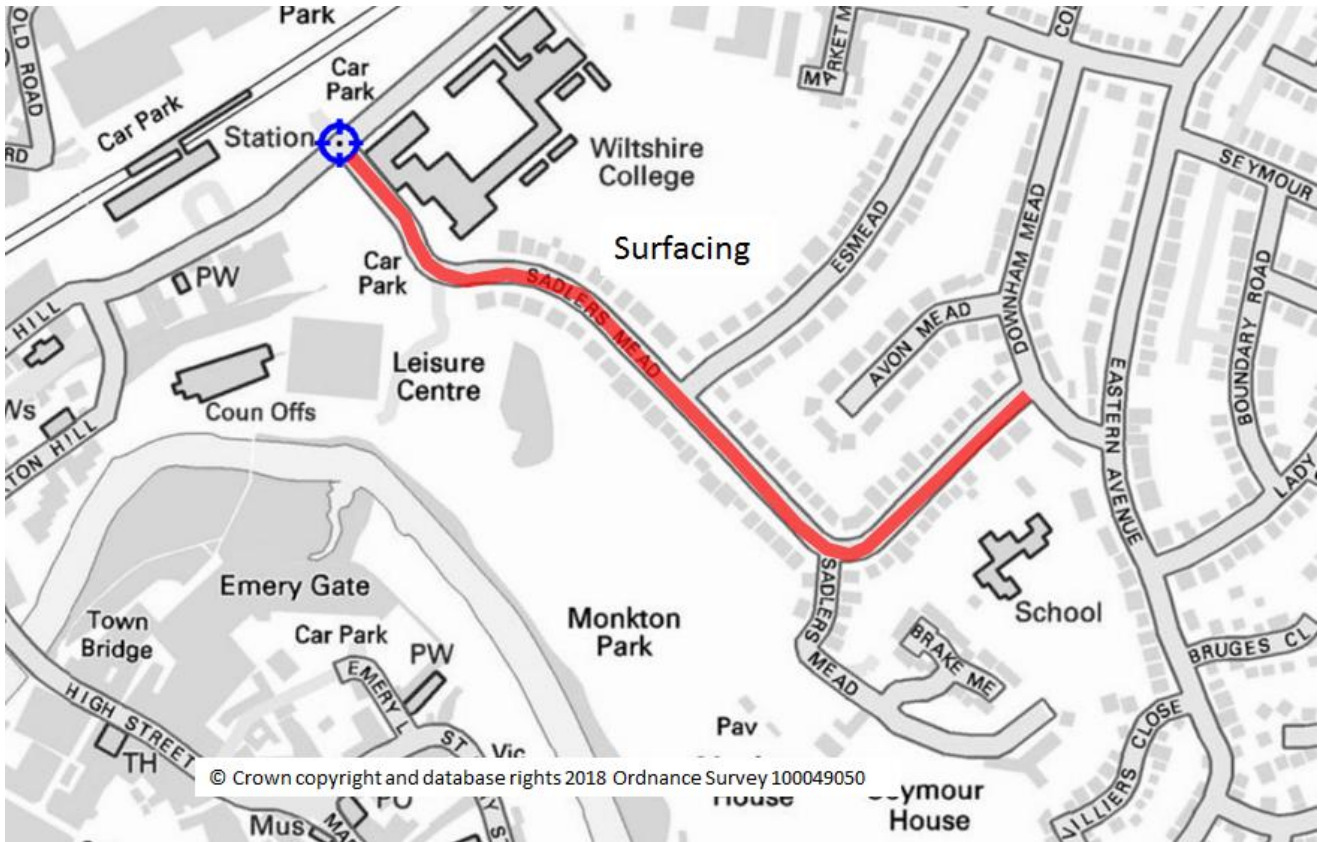 OLD ROAD
Park
Car
Park
Car Park
Station
RD
MARKET M
Wiltshire
College
SEYMOUR
Surfacing
ESMEAD
DOWNHAM MEAD
BOUNDARY ROAD
PW
Car
Park
SADLERS MEAD
AVON MEAD
HILL
EASTERN AVENUE
Leisure
Centre
Coun Offs
LADY
Emery Gate
SADLERS
MEAD
School
Town
Bridge
Car Park
PW
Monkton
Park
BRAKE ME
BRUGES CL
EMERY L
HIGH STREET
ST
Pav
VILLIERS CLOSE
TH
Vic
© Crown copyright and database rights 2018 Ordnance Survey 100049050
House
Seymour
House
PO
Mus